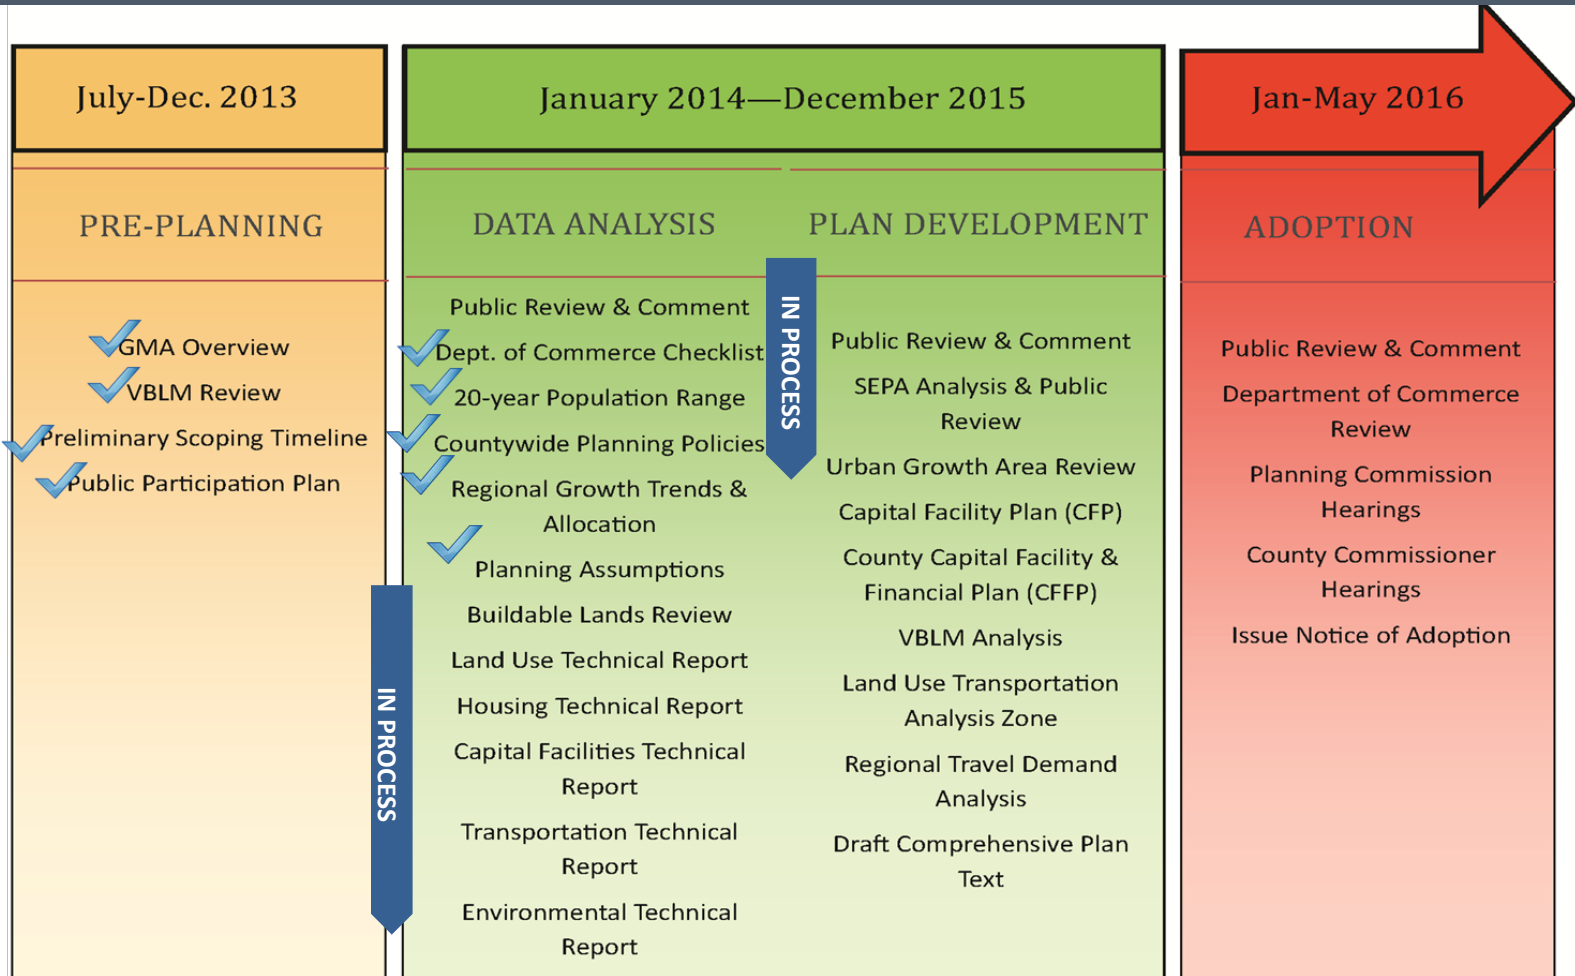 July-Dec. 2013
January 2014—December 2015
Jan-May 2016
PRE-PLANNING
GMA Overview
VBLM Review
Preliminary Scoping Timeline
Public Participation Plan
IN PROCESS
DATA ANALYSIS
Public Review & Comment
Dept. of Commerce Checklist
20-year Population Range
Countywide Planning Policies
Regional Growth Trends &
Allocation
Planning Assumptions
Buildable Lands Review
Land Use Technical Report
Housing Technical Report
Capital Facilities Technical
Report
Transportation Technical
Report
Environmental Technical
Report
IN PROCESS
PLAN DEVELOPMENT
Public Review & Comment
SEPA Analysis & Public
Review
Urban Growth Area Review
Capital Facility Plan (CFP)
County Capital Facility &
Financial Plan (CFFP)
VBLM Analysis
Land Use Transportation
Analysis Zone
Regional Travel Demand
Analysis
Draft Comprehensive Plan
Text
ADOPTION
Public Review & Comment
Department of Commerce
Review
Planning Commission
Hearings
County Commissioner
Hearings
Issue Notice of Adoption